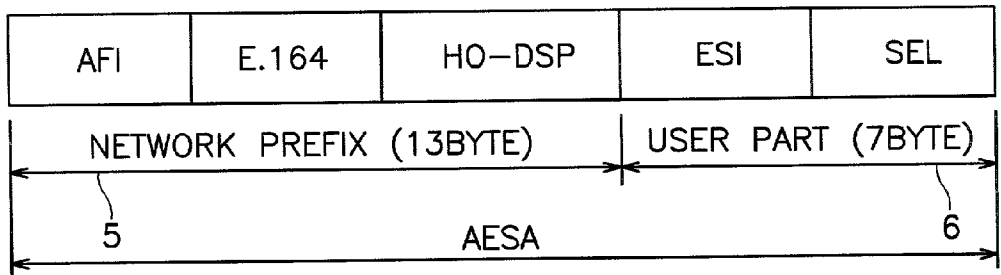 AFI E.164 HO-DSP ESI SEL
NETWORK PREFIX (13BYTE) USER PART (7BYTE)
5 6
AESA